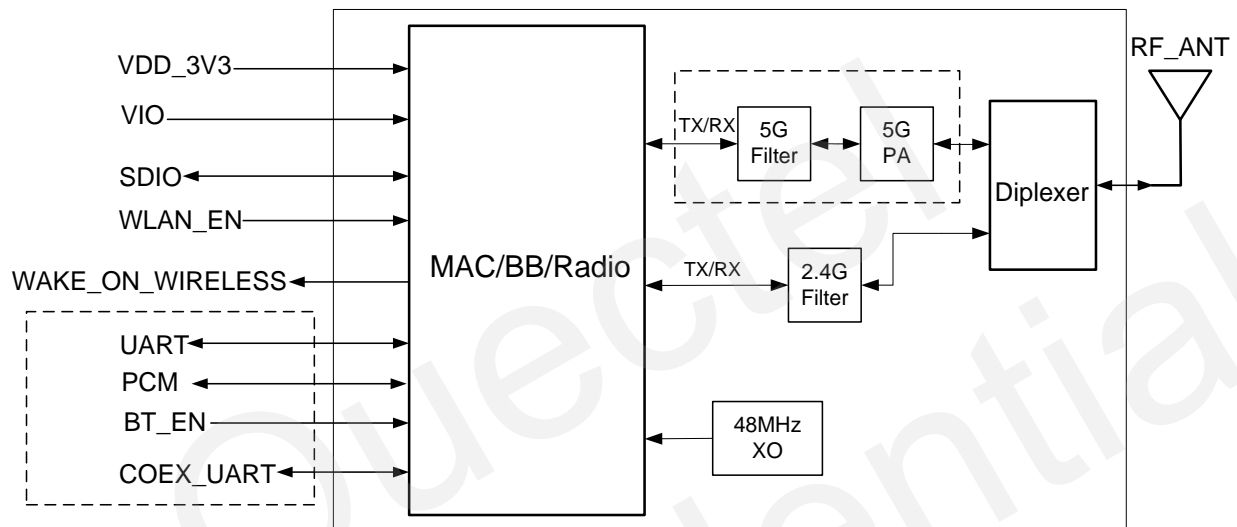 VDD_3V3
VIO
SDIO
WLAN_EN
WAKE_ON_WIRELESS
UART
PCM
BT_EN
COEX_UART
MAC/BB/Radio
TX/RX
5G
Filter
5G
PA
TX/RX
2.4G
Filter
48MHz
XO
Diplexer
RF_ANT
Quectel